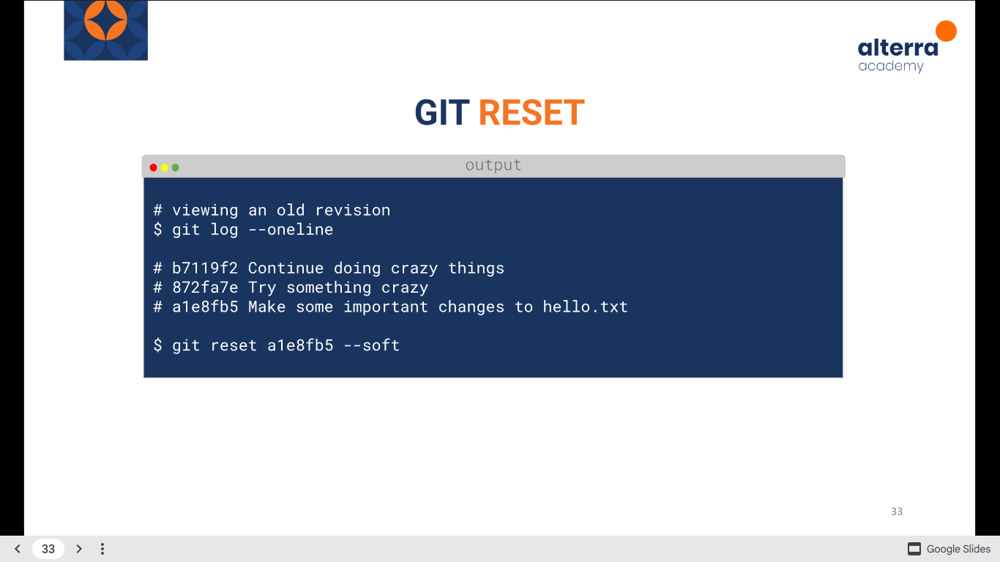 alterra
academy
GIT RESET
output
# viewing an old revision
$ git log --oneline
# b7119f2 Continue doing crazy things
# 872fa7e Try something crazy
# a1e8fb5 Make some important changes to hello.txt
$ git reset a1e8fb5 --soft
33
33
Google Slides